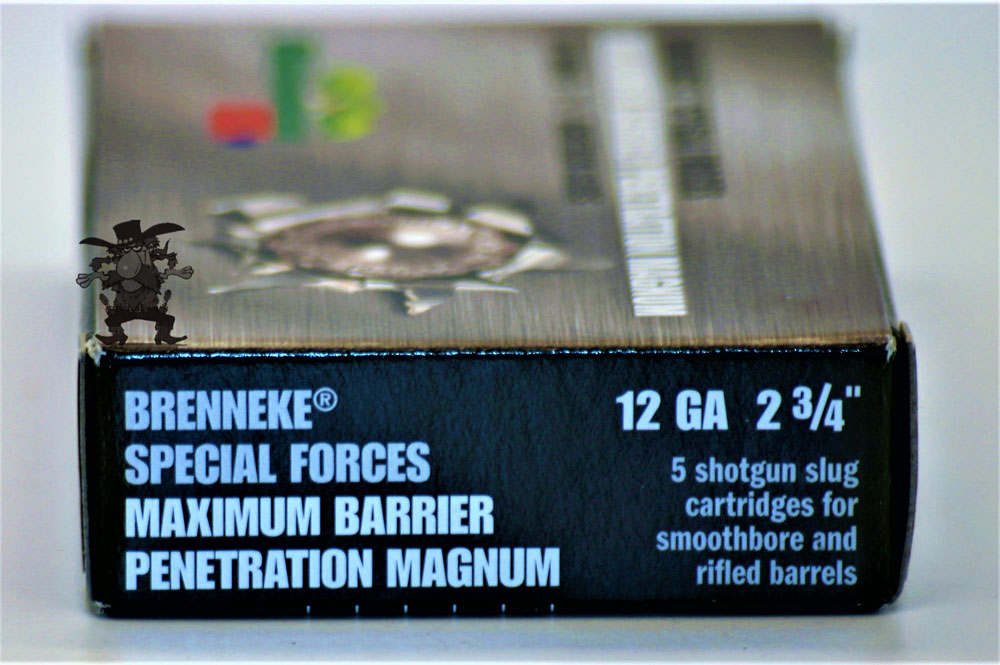 BRENNEKE®
SPECIAL FORCES
MAXIMUM BARRIER
PENETRATION MAGNUM
12 GA 2 3/4"
5 shotgun slug
cartridges for
smoothbore and
rifled barrels